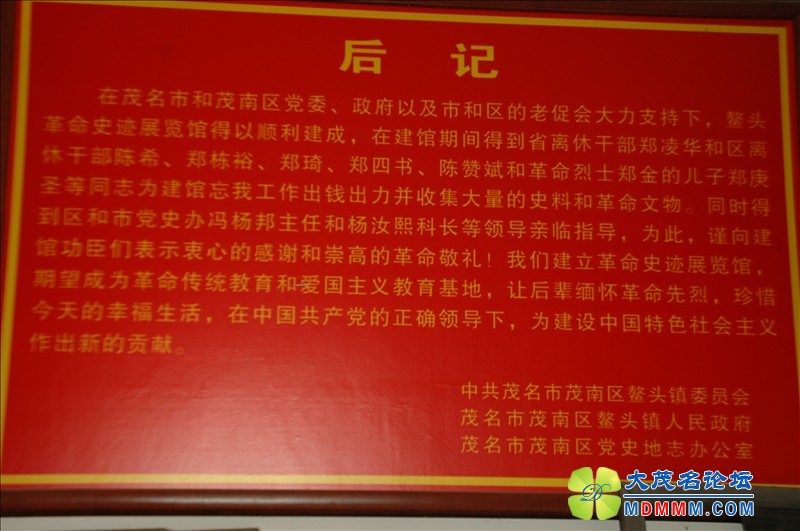 后 记
在茂名市和茂南区党委、政府以及市和区的老促会大力支持下，鳌头
革命史迹展览馆得以顺利建成，在建馆期间得到省离休干部郑凌华和区离
休干部陈希、郑栋裕、郑琦、郑四书、陈赞斌和革命烈士郑金的儿子郑庚
圣等同志为建馆忘我工作出钱出力并收集大量的史料和革命文物。同时得
到区和市党史办冯杨邦主任和杨汝熙科长等领导亲临指导，为此，谨向建
馆功臣们表示衷心的感谢和崇高的革命敬礼！我们建立革命史迹展览馆，
期望成为革命传统教育和爱国主义教育基地，让后辈缅怀革命先烈，珍惜
今天的幸福生活，在中国共产党的正确领导下，为建设中国特色社会主义
作出新的贡献。
中共茂名市茂南区鳌头镇委员会
茂名市茂南区鳌头镇人民政府
茂名市茂南区党史地志办公室
大茂名论坛
MDMMM.COM